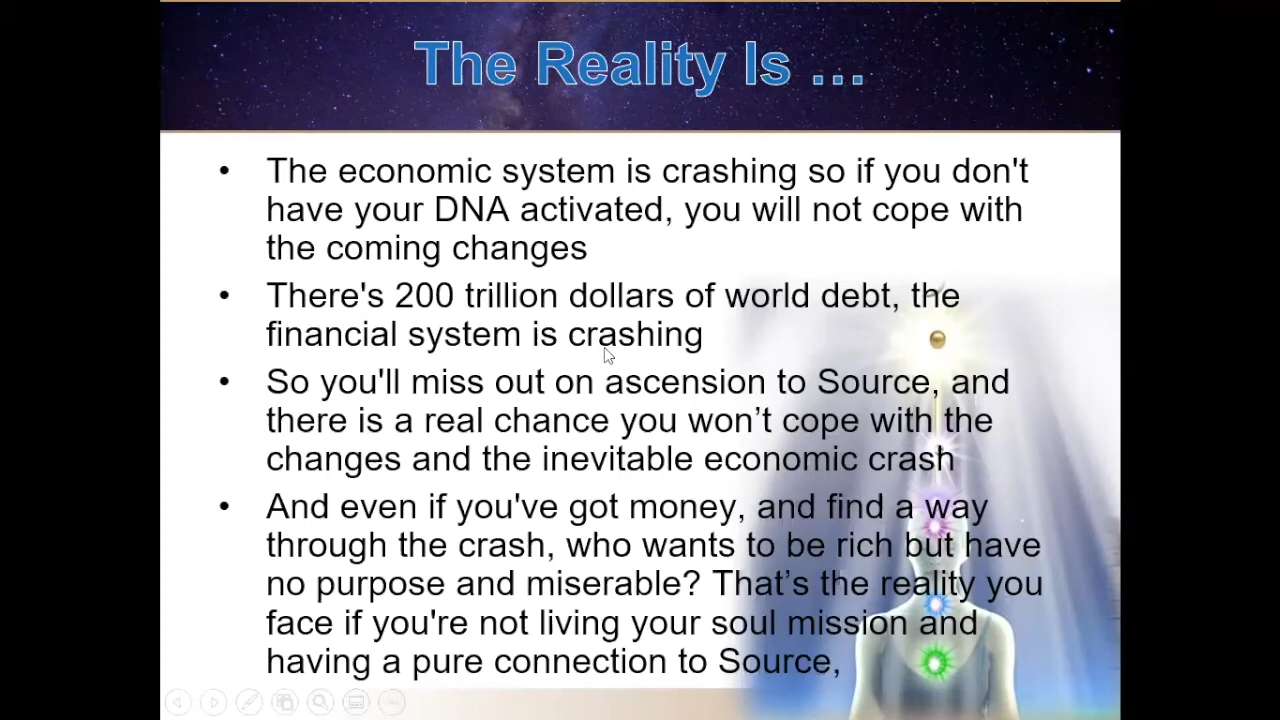 The Reality Is ...
• The economic system is crashing so if you don't
have your DNA activated, you will not cope with
the coming changes
• There's 200 trillion dollars of world debt, the
financial system is crashing
• So you'll miss out on ascension to Source, and
there is a real chance you won’t cope with the
changes and the inevitable economic crash
• And even if you've got money, and find a way
through the crash, who wants to be rich but have
no purpose and miserable? That’s the reality you
face if you're not living your soul mission and
having a pure connection to Source,